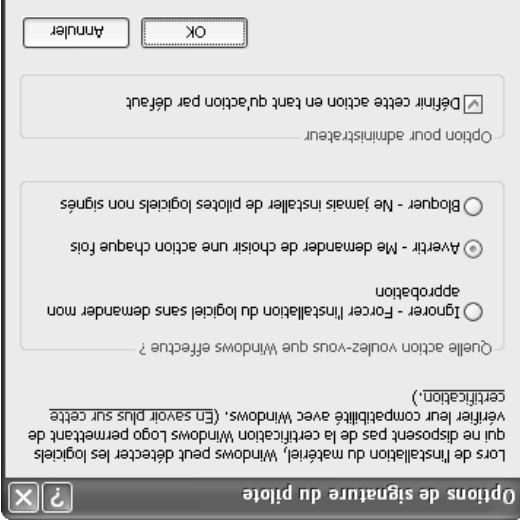 Options de signature du pilote
Lors de l'installation du matériel, Windows peut détecter les logiciels
qui ne disposent pas de la certification Windows Logo permettant de
vérifier leur compatibilité avec Windows. (En savoir plus sur cette
certification.)
Quelle action voulez-vous que Windows effectue ?
Ignorer - Forcer l'installation du logiciel sans demander mon
approbation
Avertir - Me demander de choisir une action chaque fois
Bloquer - Ne jamais installer de pilotes logiciels non signés
Option pour administrateur
Définir cette action en tant qu'action par défaut
OK
Annuler